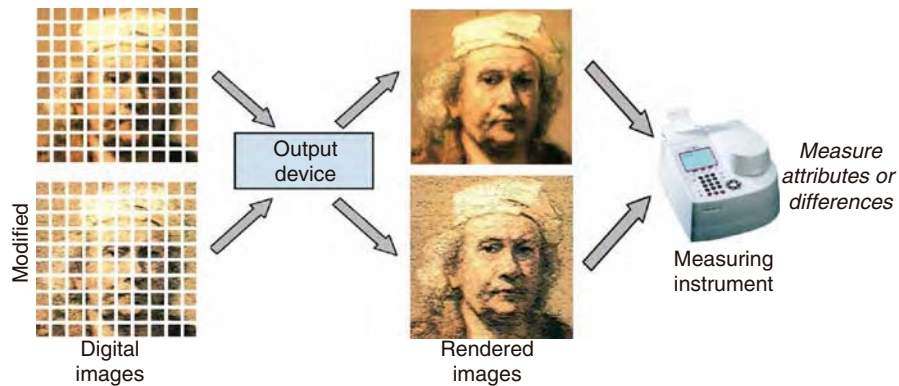 Modified
Digital
images
Output
device
Rendered
images
Measuring
instrument
Measure
attributes or
differences